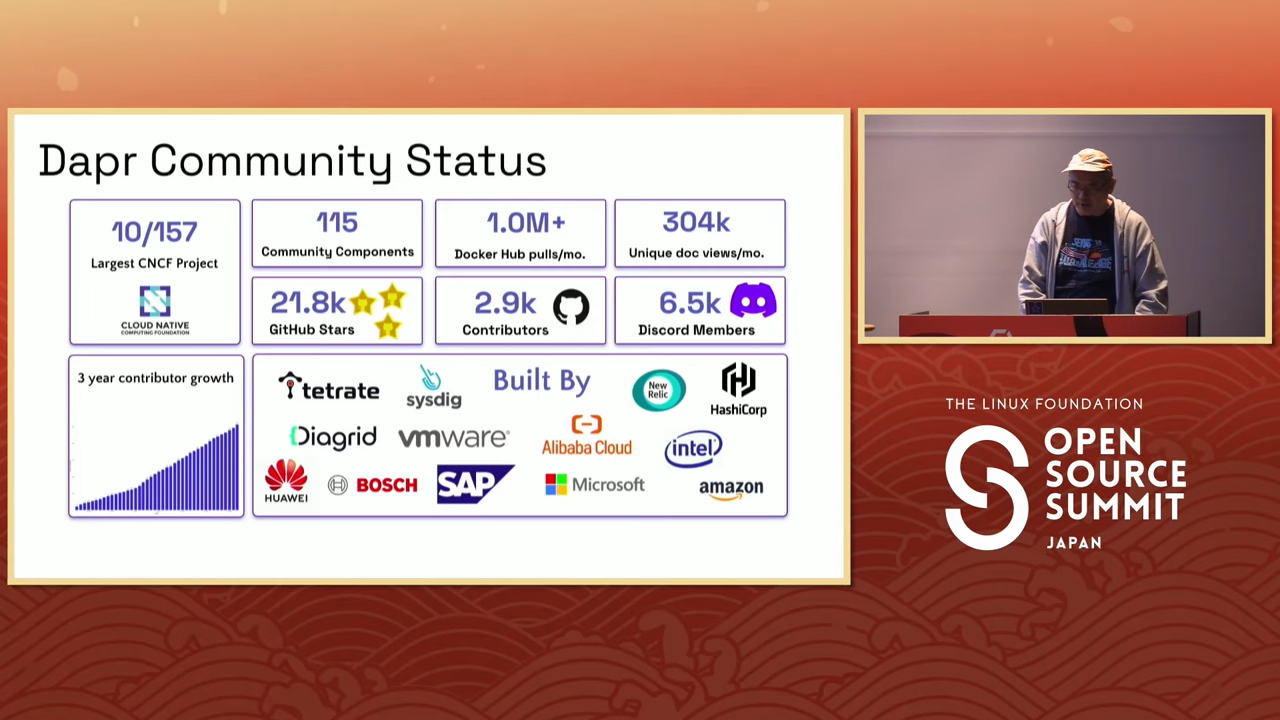 Dapr Community Status
10/157
Largest CNCF Project
CLOUD NATIVE
COMPUTING FOUNDATION
115
Community Components
1.0M+
Docker Hub pulls/mo.
304k
Unique doc views/mo.
21.8k
GitHub Stars
2.9k
Contributors
6.5k
Discord Members
3 year contributor growth
Built By
tetrate
sysdig
New
Relic
HashiCorp
Diagrid
vmware
Alibaba Cloud
intel
HUAWEI
BOSCH
SAP
Microsoft
amazon
THE LINUX FOUNDATION
OPEN
SOURCE
SUMMIT
JAPAN